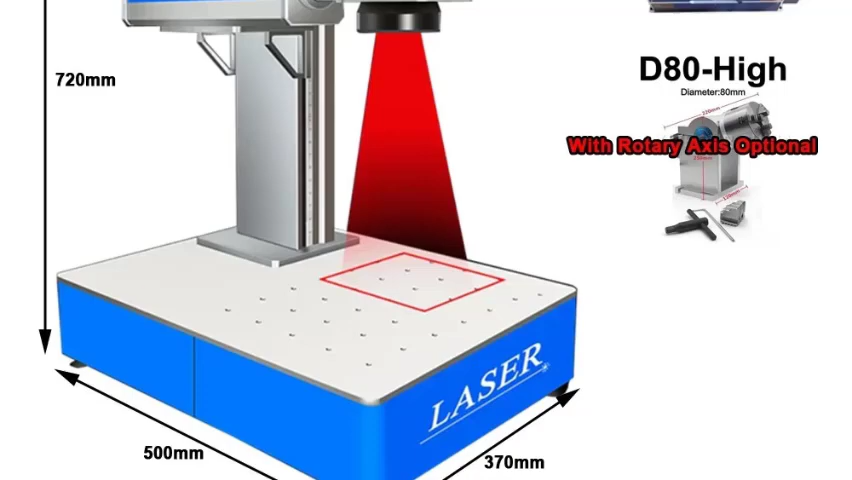 720mm
D80-High
Diameter:80mm
With Rotary Axis Optional
LASER
500mm
370mm